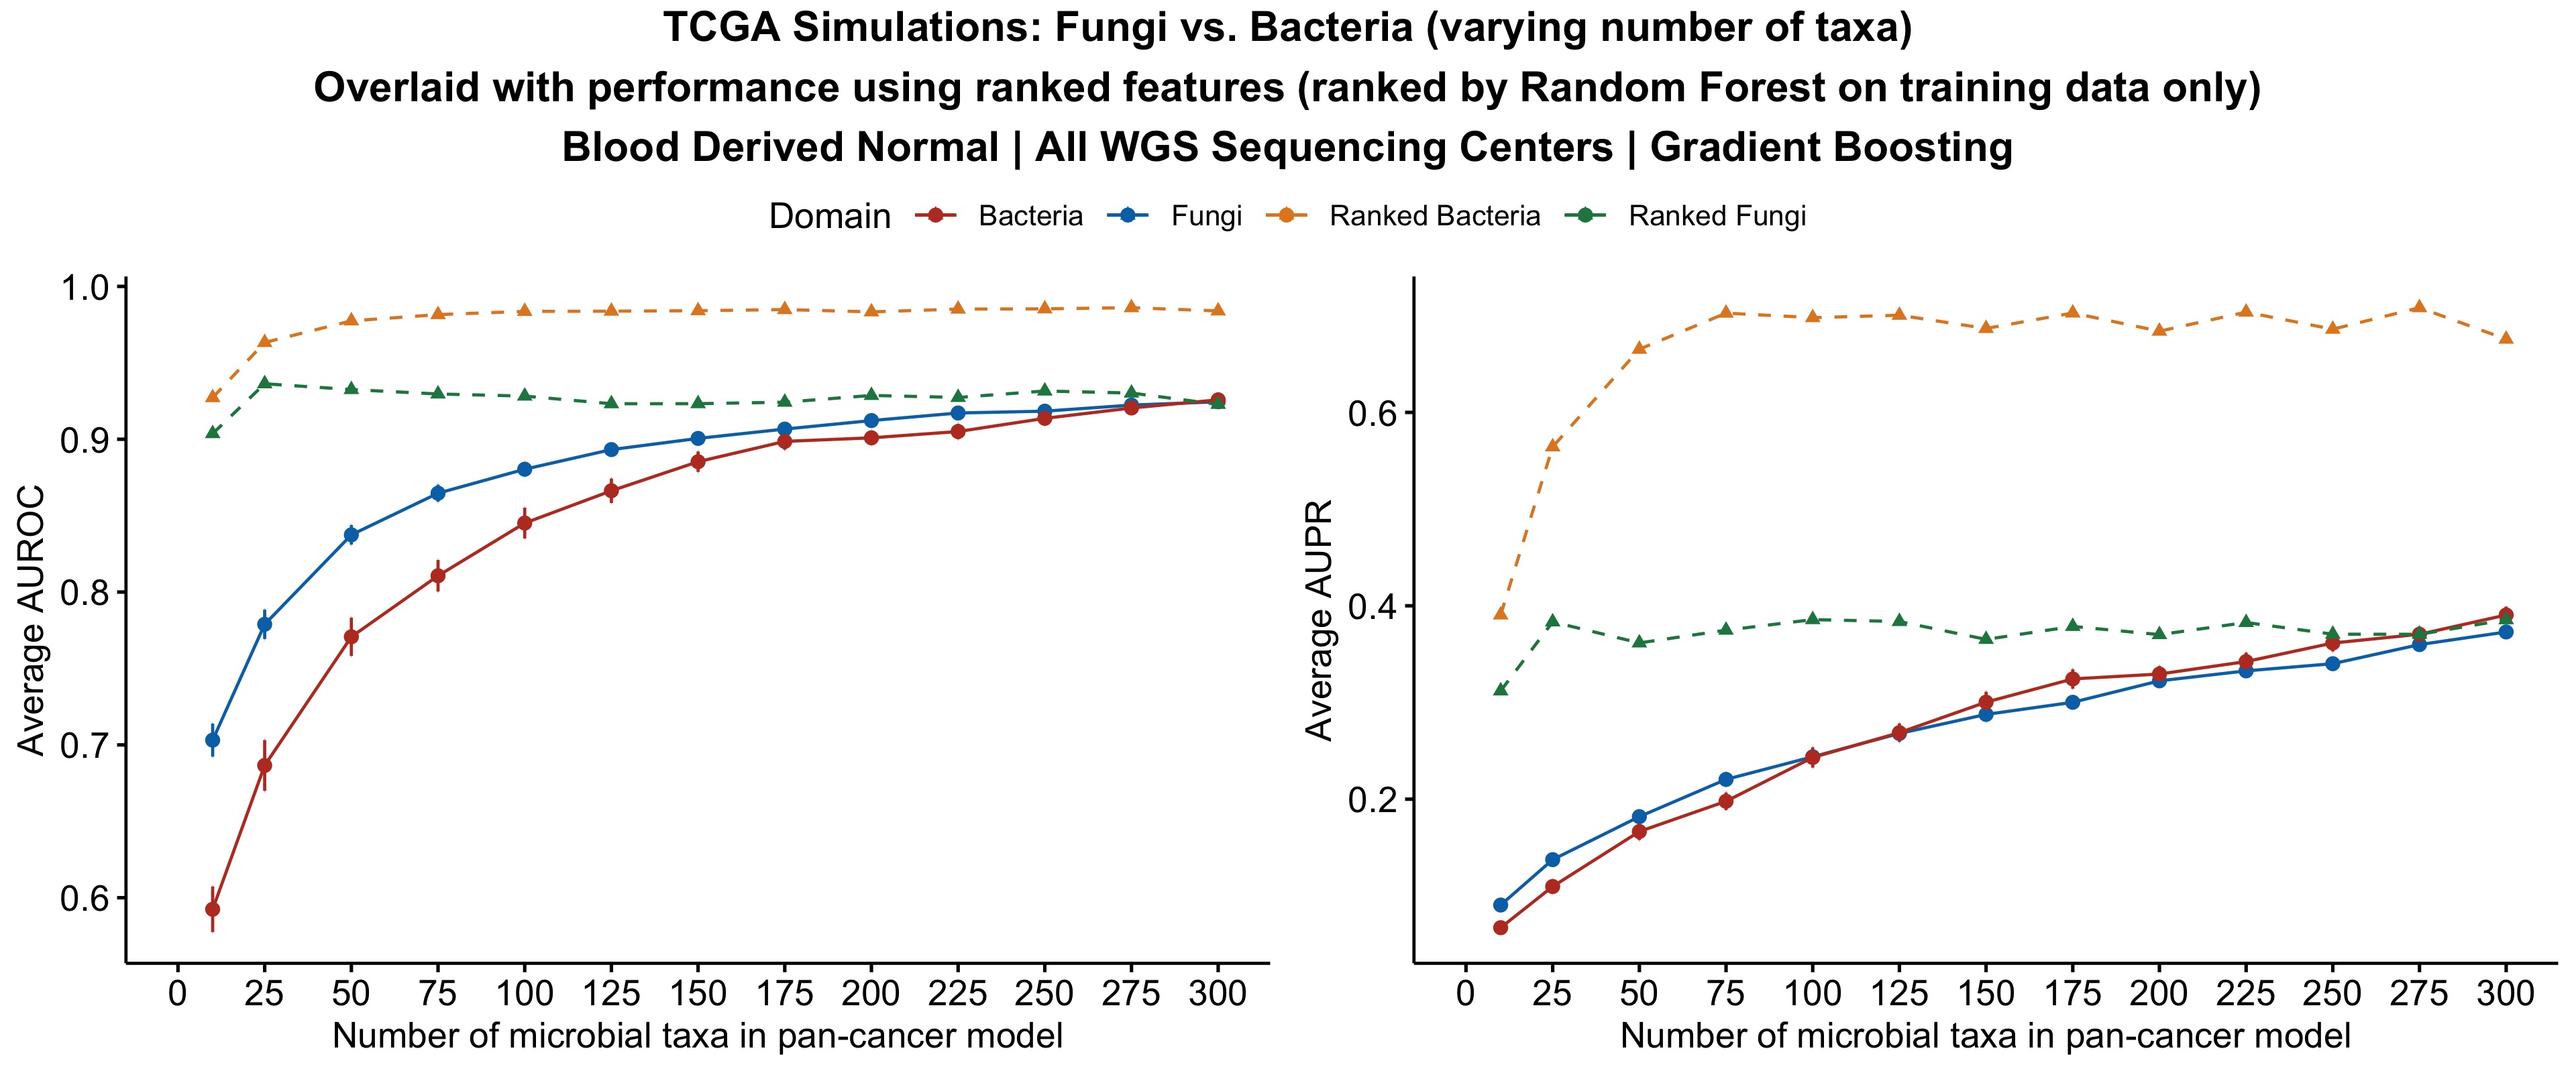 TCGA Simulations: Fungi vs. Bacteria (varying number of taxa)
Overlaid with performance using ranked features (ranked by Random Forest on training data only)
Blood Derived Normal | All WGS Sequencing Centers | Gradient Boosting
Domain Bacteria Fungi Ranked Bacteria Ranked Fungi
Average AUROC
1.0
0.9
0.8
0.7
0.6
0 25 50 75 100 125 150 175 200 225 250 275 300
Number of microbial taxa in pan-cancer model
Average AUPR
0.6
0.4
0.2
0 25 50 75 100 125 150 175 200 225 250 275 300
Number of microbial taxa in pan-cancer model